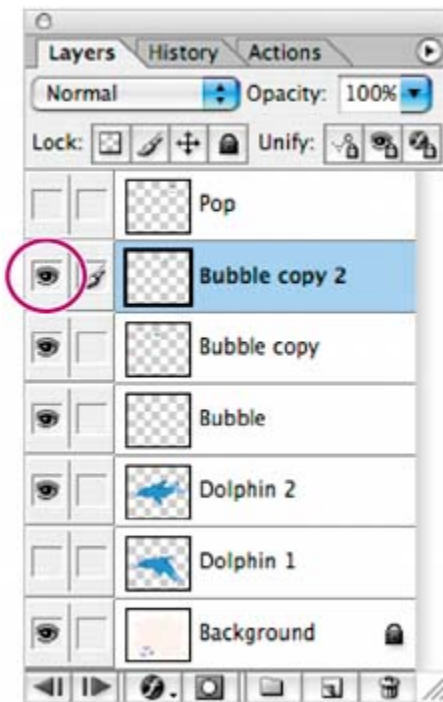 Layers History Actions
Normal Opacity: 100%
Lock: Unify:
Pop
Bubble copy 2
Bubble copy
Bubble
Dolphin 2
Dolphin 1
Background